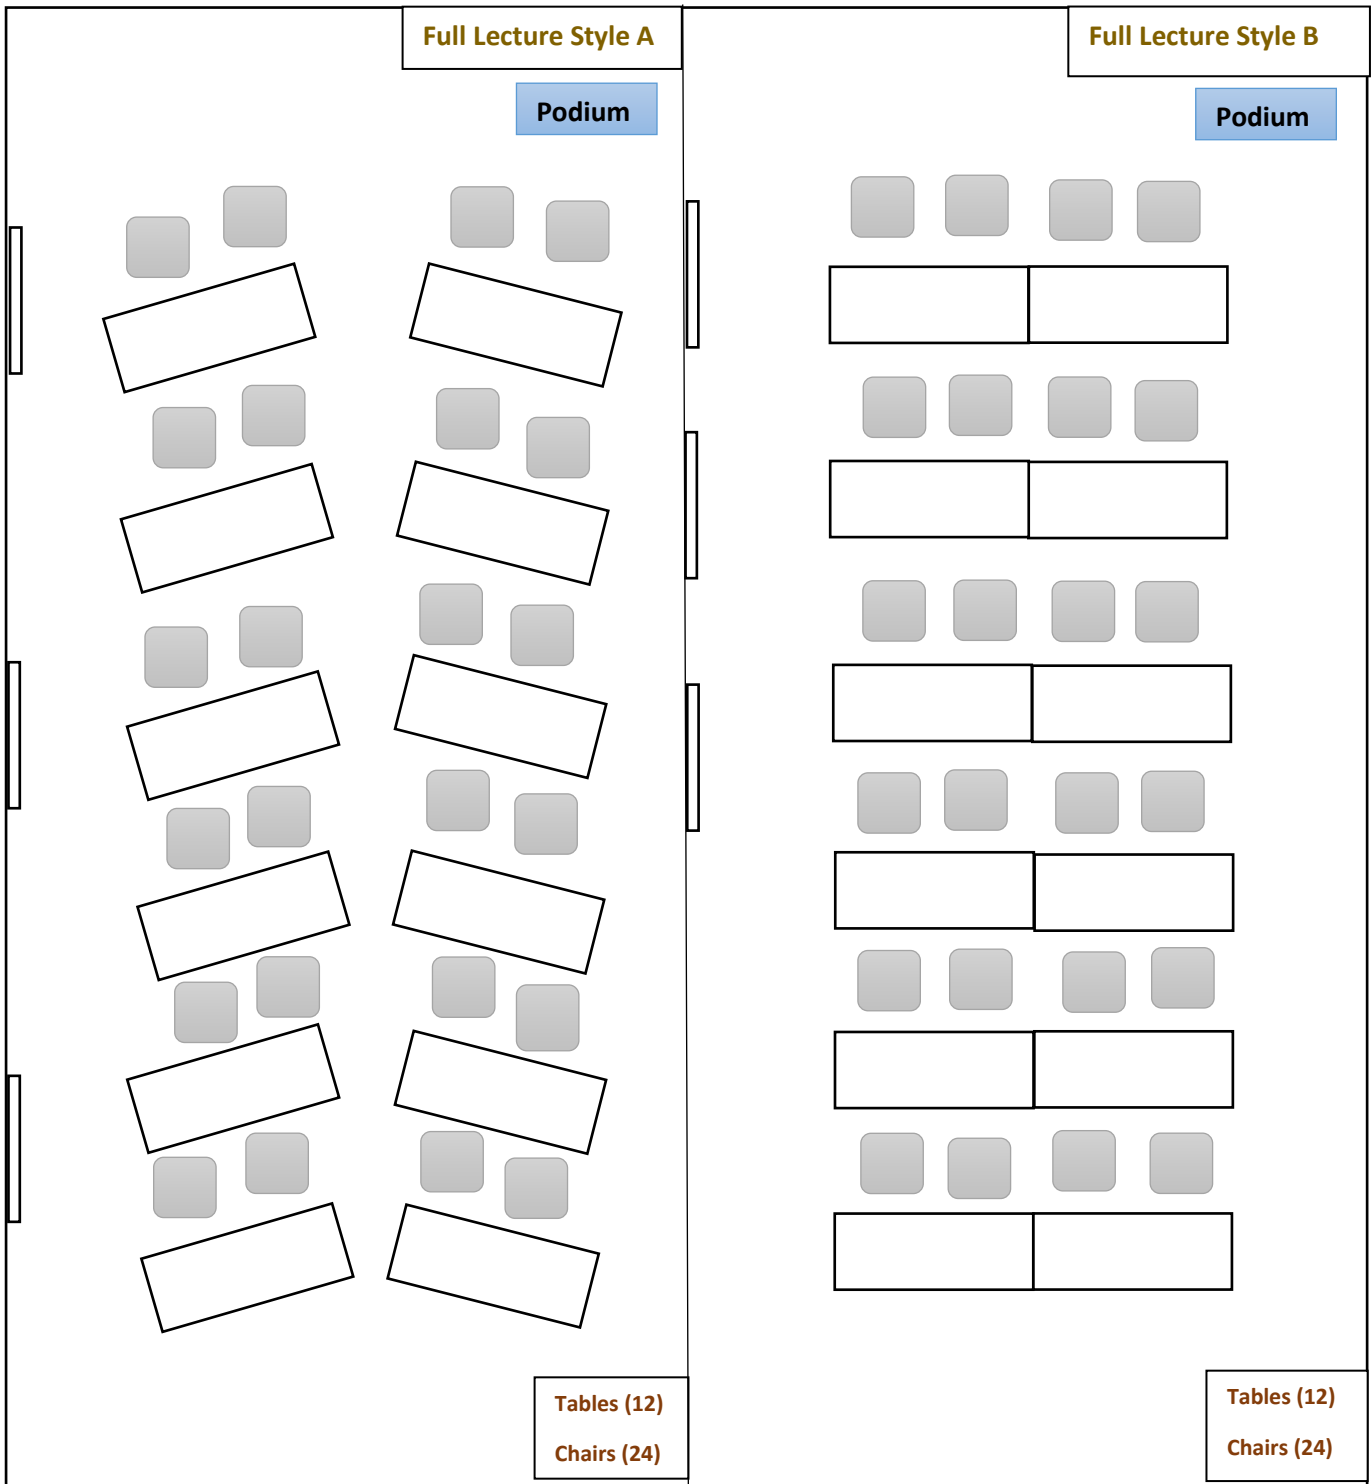 Full Lecture Style A
Podium
Tables (12)
Chairs (24)
Full Lecture Style B
Podium
Tables (12)
Chairs (24)